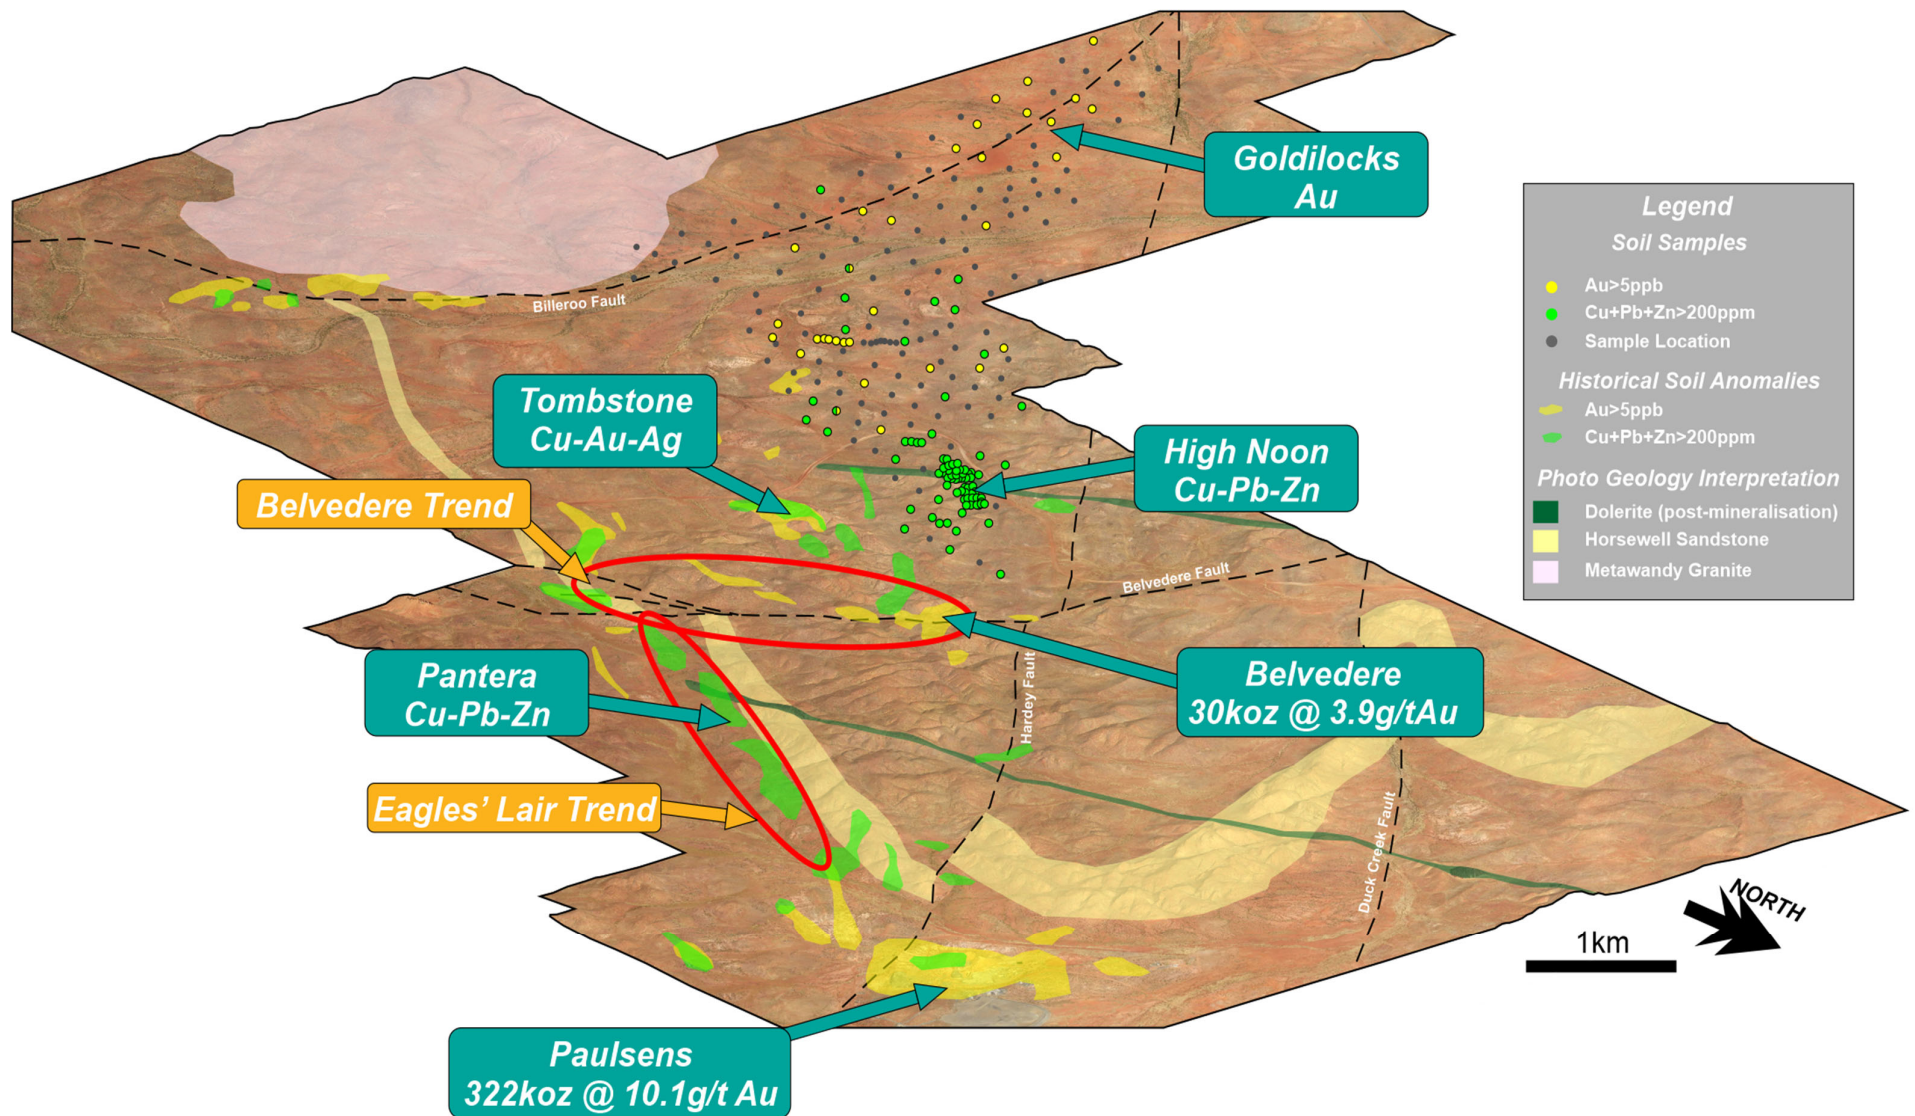 Goldilocks
Au
Legend
Soil Samples
Au>5ppb
Cu+Pb+Zn>200ppm
Sample Location
Historical Soil Anomalies
Au>5ppb
Cu+Pb+Zn>200ppm
Photo Geology Interpretation
Dolerite (post-mineralisation)
Horsewell Sandstone
Metawandy Granite
Billeroo Fault
Tombstone
Cu-Au-Ag
High Noon
Cu-Pb-Zn
Belvedere Trend
Belvedere Fault
Pantera
Cu-Pb-Zn
Hardey Fault
Belvedere
30koz @ 3.9g/tAu
Eagles' Lair Trend
Duck Creek Fault
NORTH
1km
Paulsens
322koz @ 10.1g/t Au